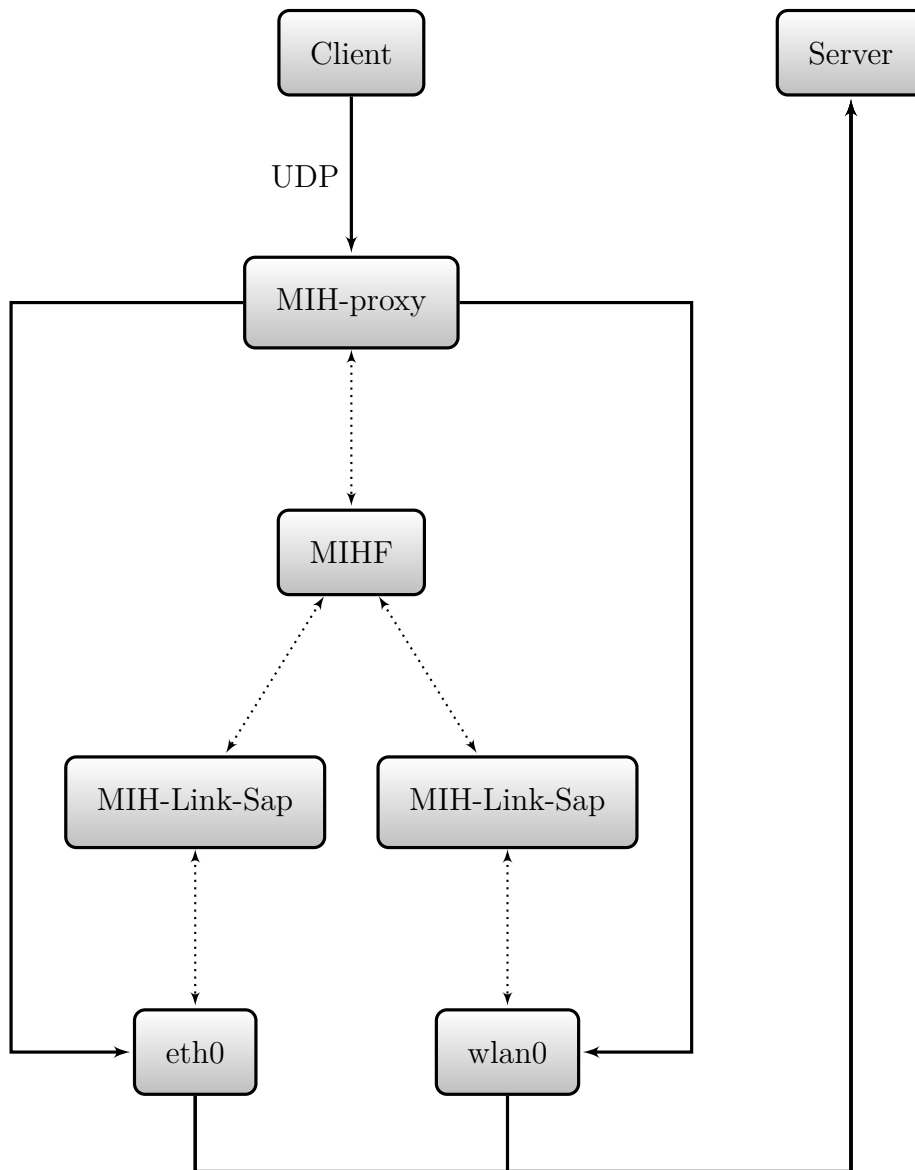 Client
Server
UDP
MIH-proxy
MIHF
MIH-Link-Sap
MIH-Link-Sap
eth0
wlan0